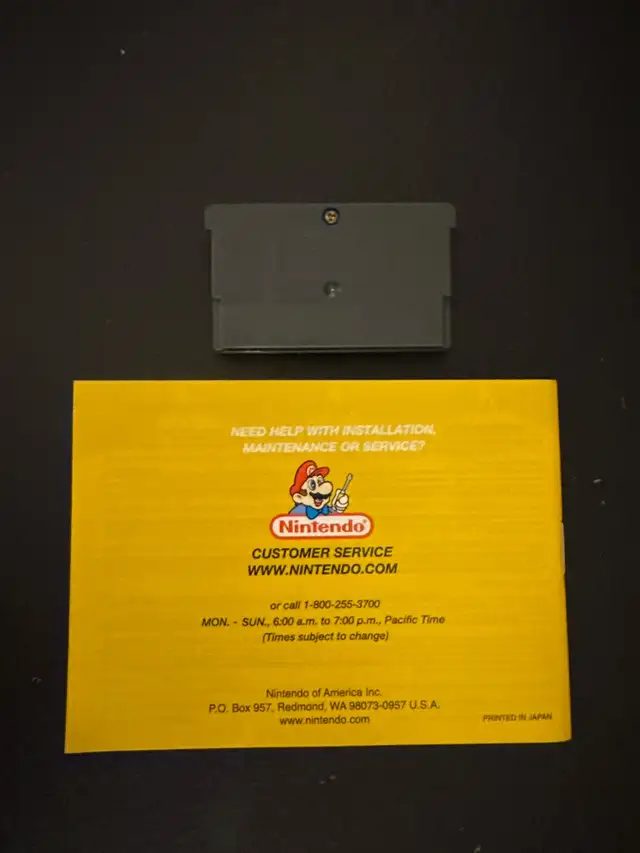 NEED HELP WITH INSTALLATION,
MAINTENANCE OR SERVICE?
Nintendo®
CUSTOMER SERVICE
WWW.NINTENDO.COM
or call 1-800-255-3700
MON. - SUN., 6:00 a.m. to 7:00 p.m., Pacific Time
(Times subject to change)
Nintendo of America Inc.
P.O. Box 957, Redmond, WA 98073-0957 U.S.A.
www.nintendo.com
PRINTED IN JAPAN